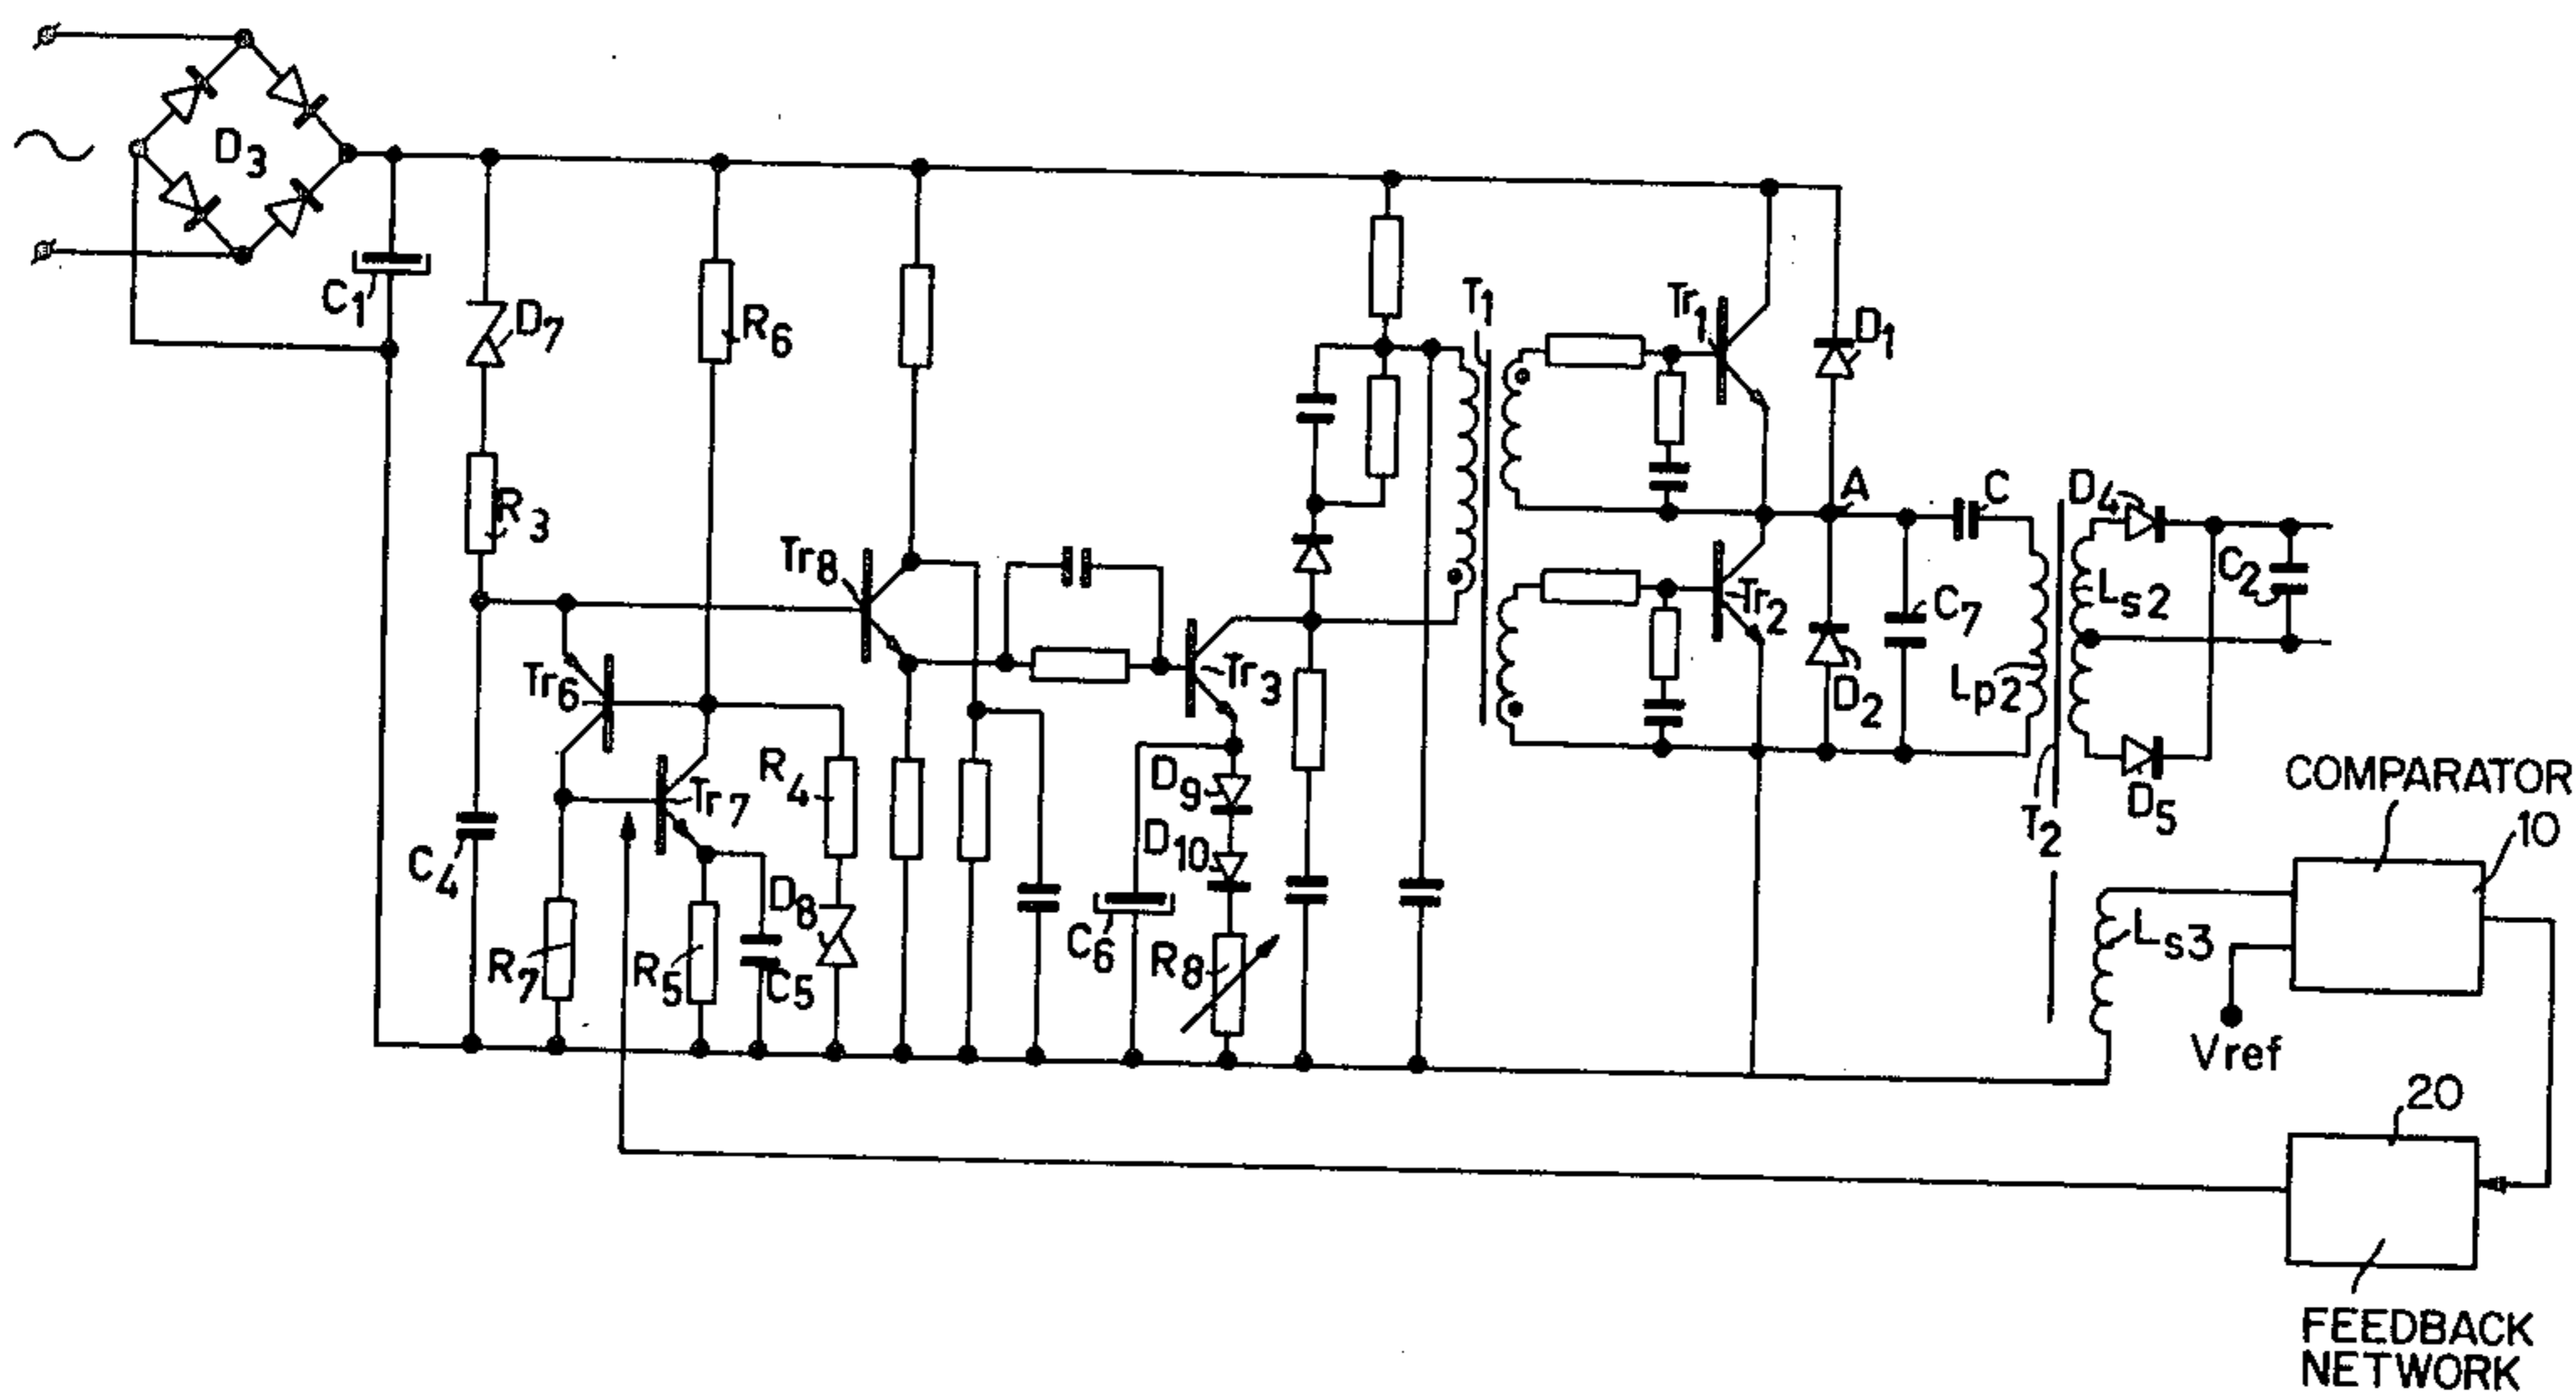 D3
C1
D7
R3
R6
T1
Tr1
D1
A
C
D4
Tr8
Tr2
C7
Ls2
C2
Tr6
Tr3
D2
Lp2
D5
T2
R4
Tr7
D9
D10
C4
D8
R7
R5
C5
C6
R8
Ls3
COMPARATOR
10
Vref
20
FEEDBACK
NETWORK